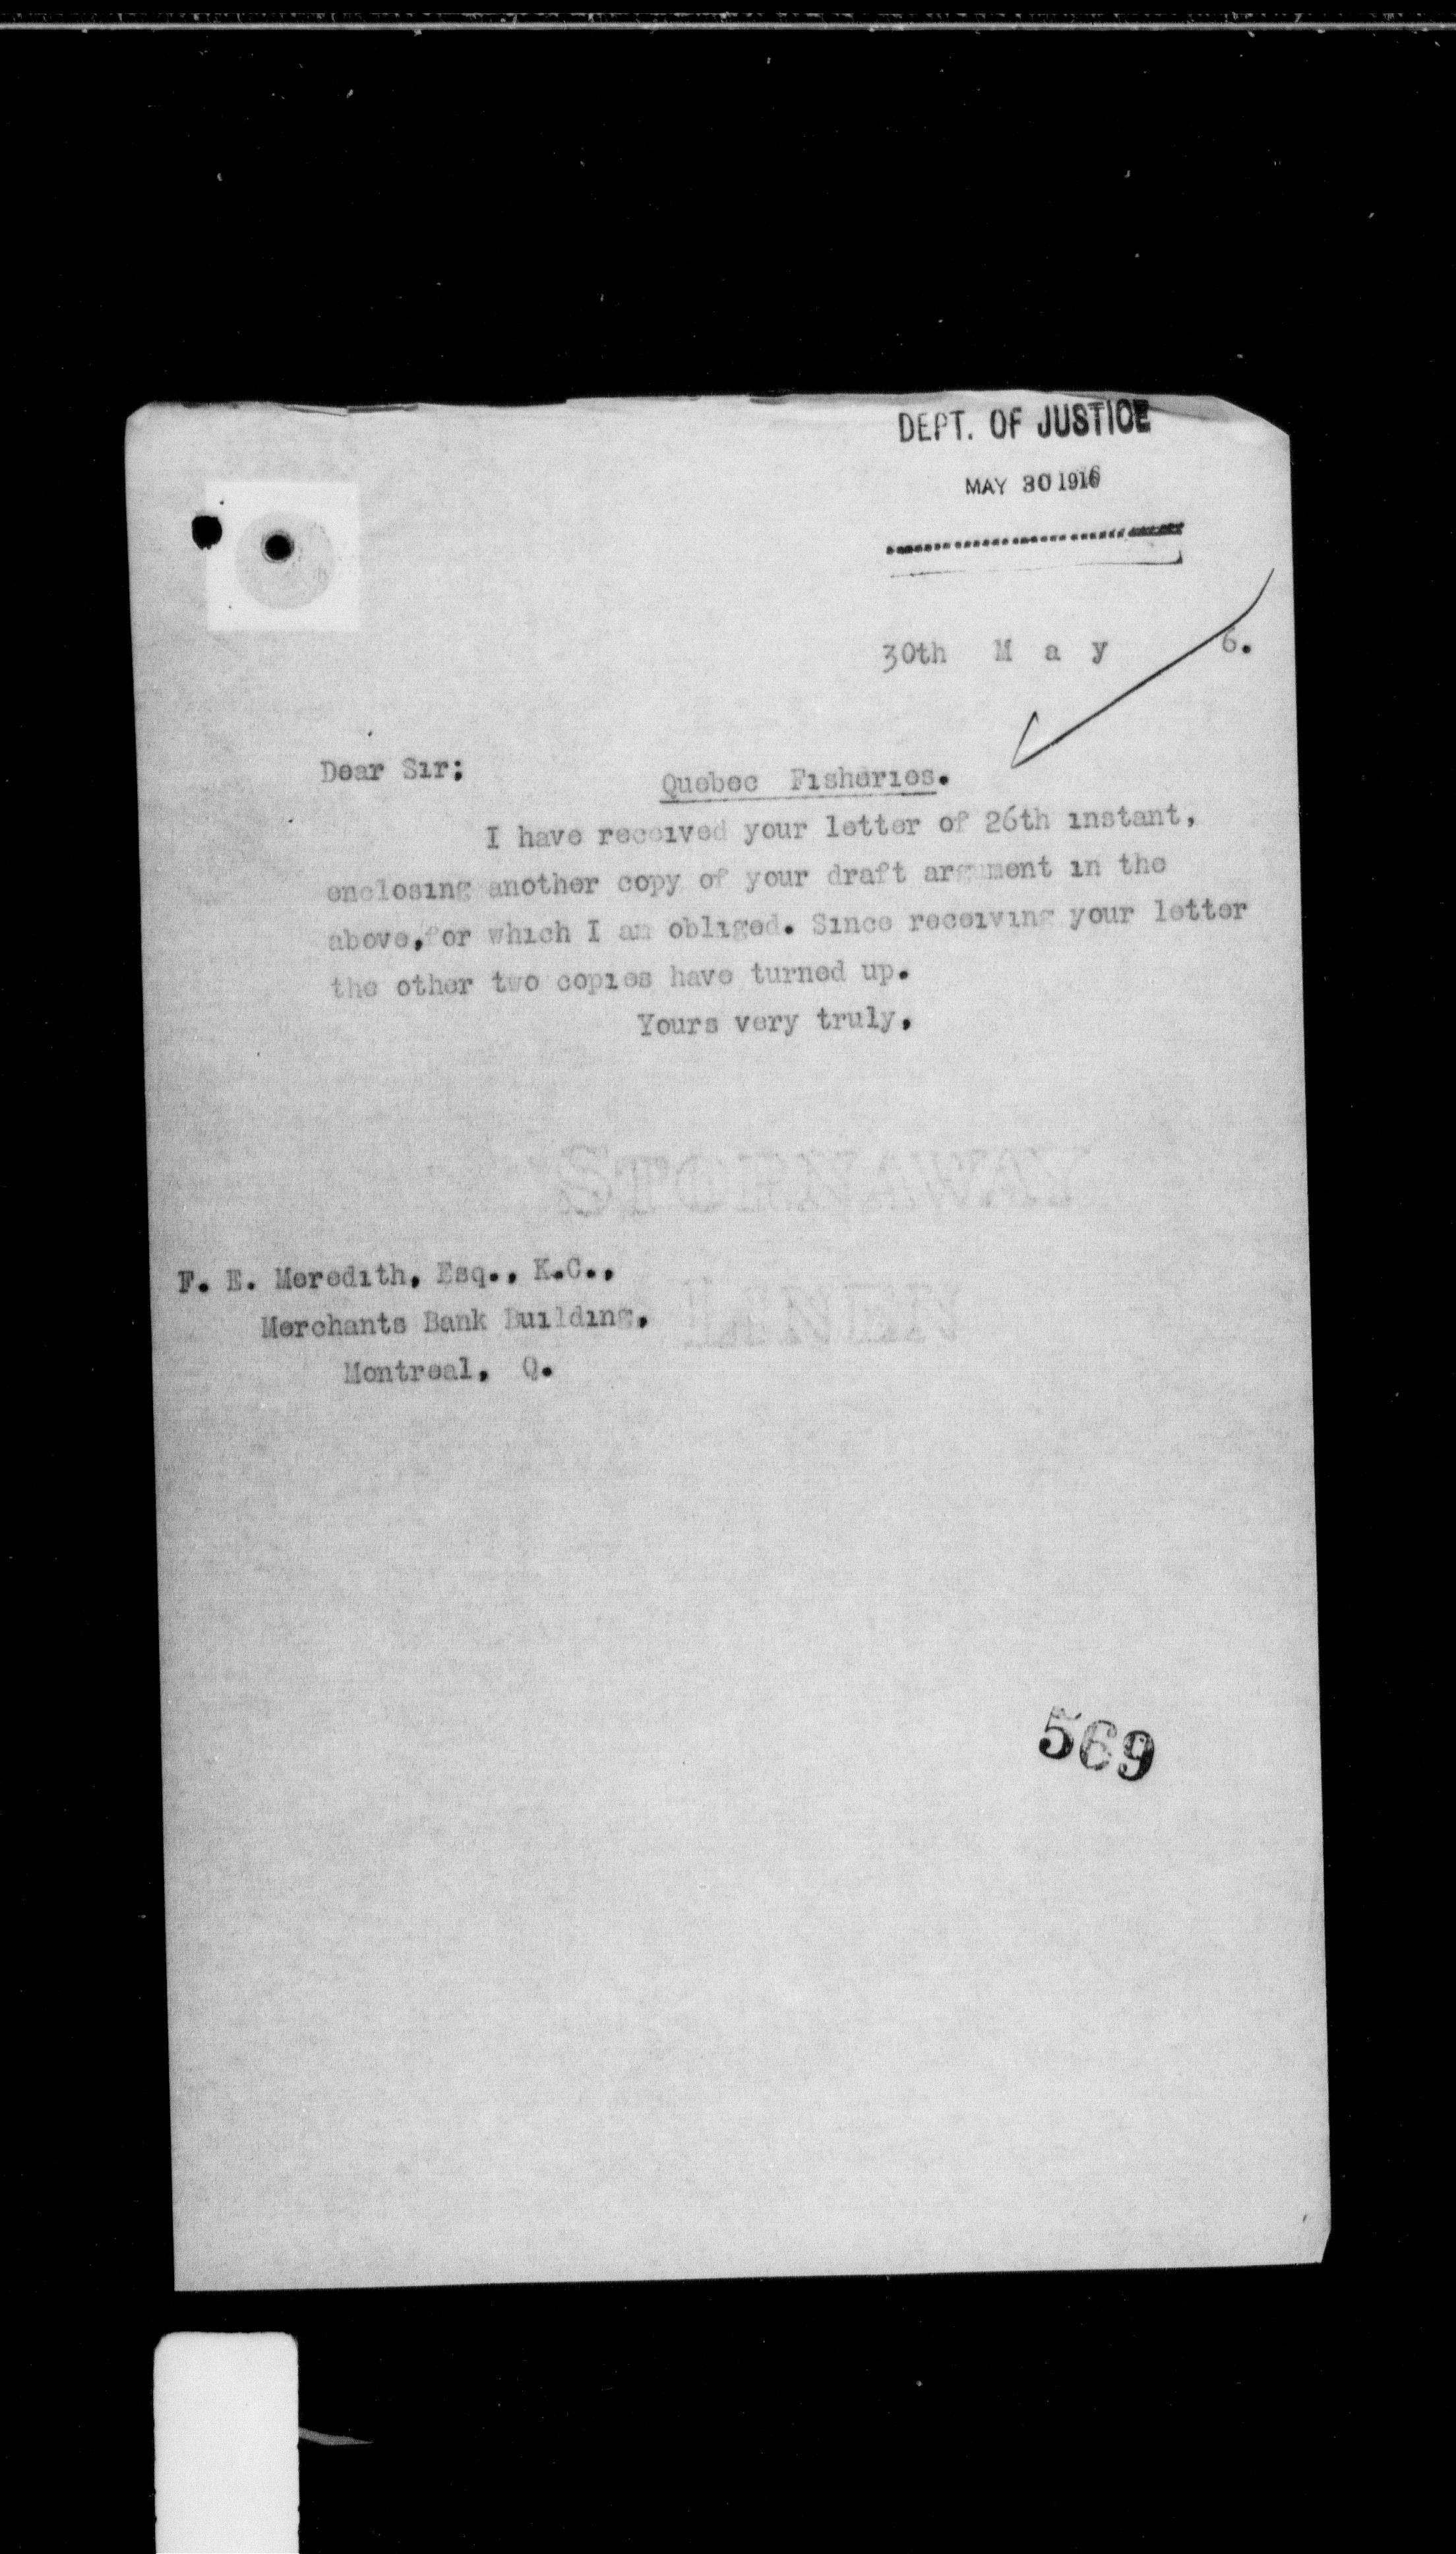 DEPT. OF JUSTICE
MAY 30 1916
30th M a y 6.
Dear Sir:
Quebec Fisheries.
I have received your letter of 26th instant,
enclosing another copy of your draft argument in the
above, for which I am obliged. Since receiving your letter
the other two copies have turned up.
Yours very truly,
STORNAWAY
LINEN
F. E. Meredith, Esq., K.C.,
Merchants Bank Building,
Montreal, Q.
569